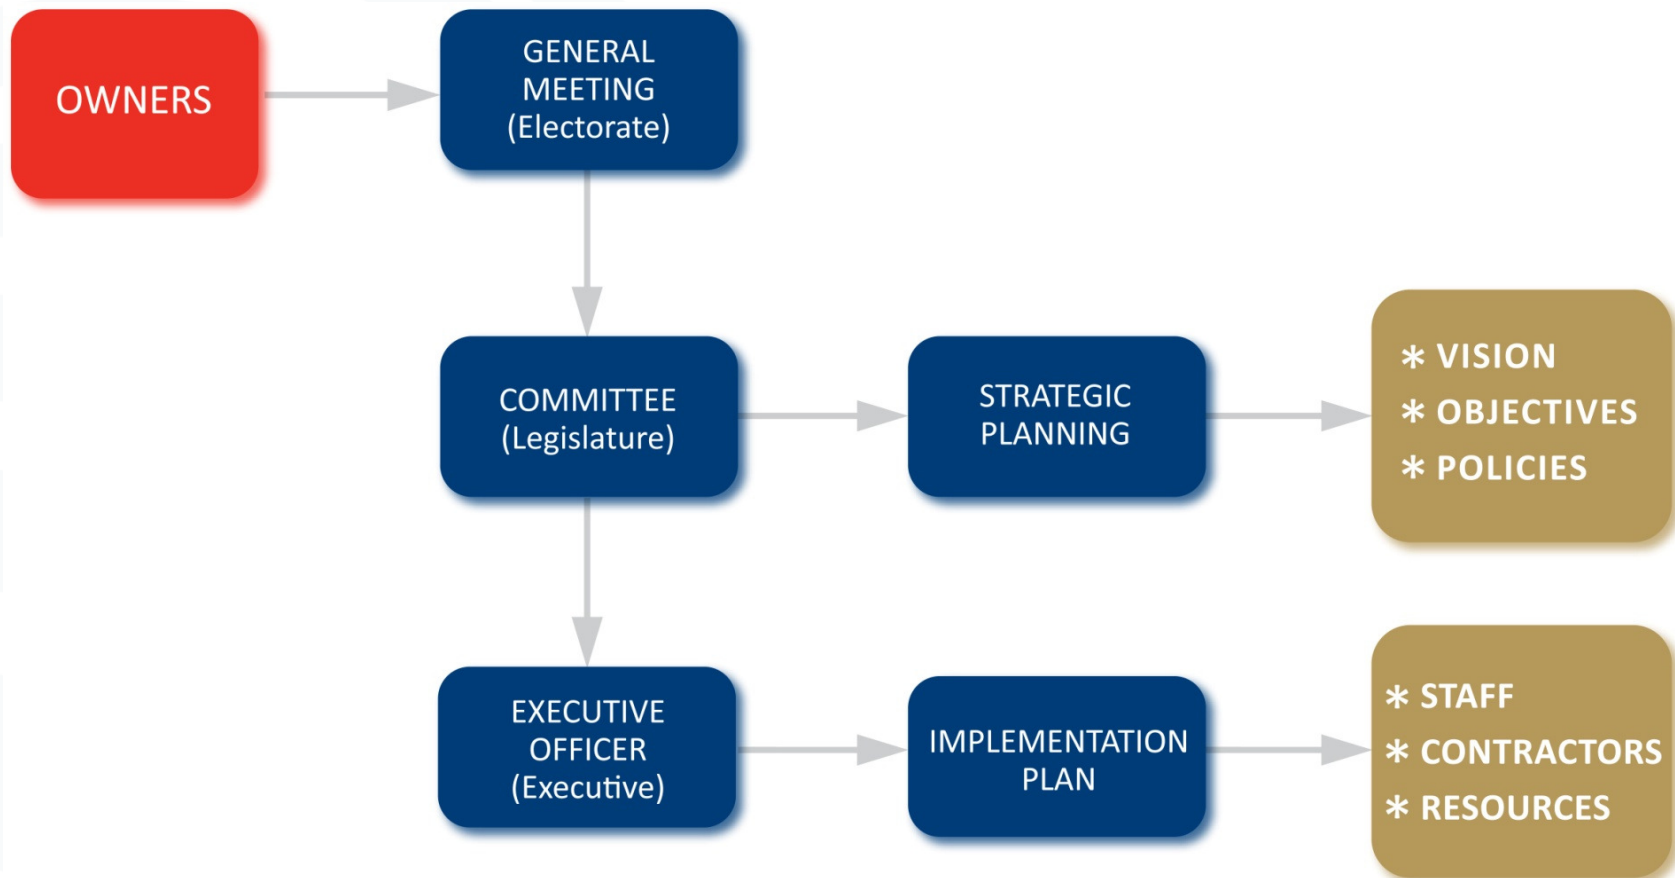 OWNERS
GENERAL
MEETING
(Electorate)
COMMITTEE
(Legislature)
STRATEGIC
PLANNING
* VISION
* OBJECTIVES
* POLICIES
EXECUTIVE
OFFICER
(Executive)
IMPLEMENTATION
PLAN
* STAFF
* CONTRACTORS
* RESOURCES